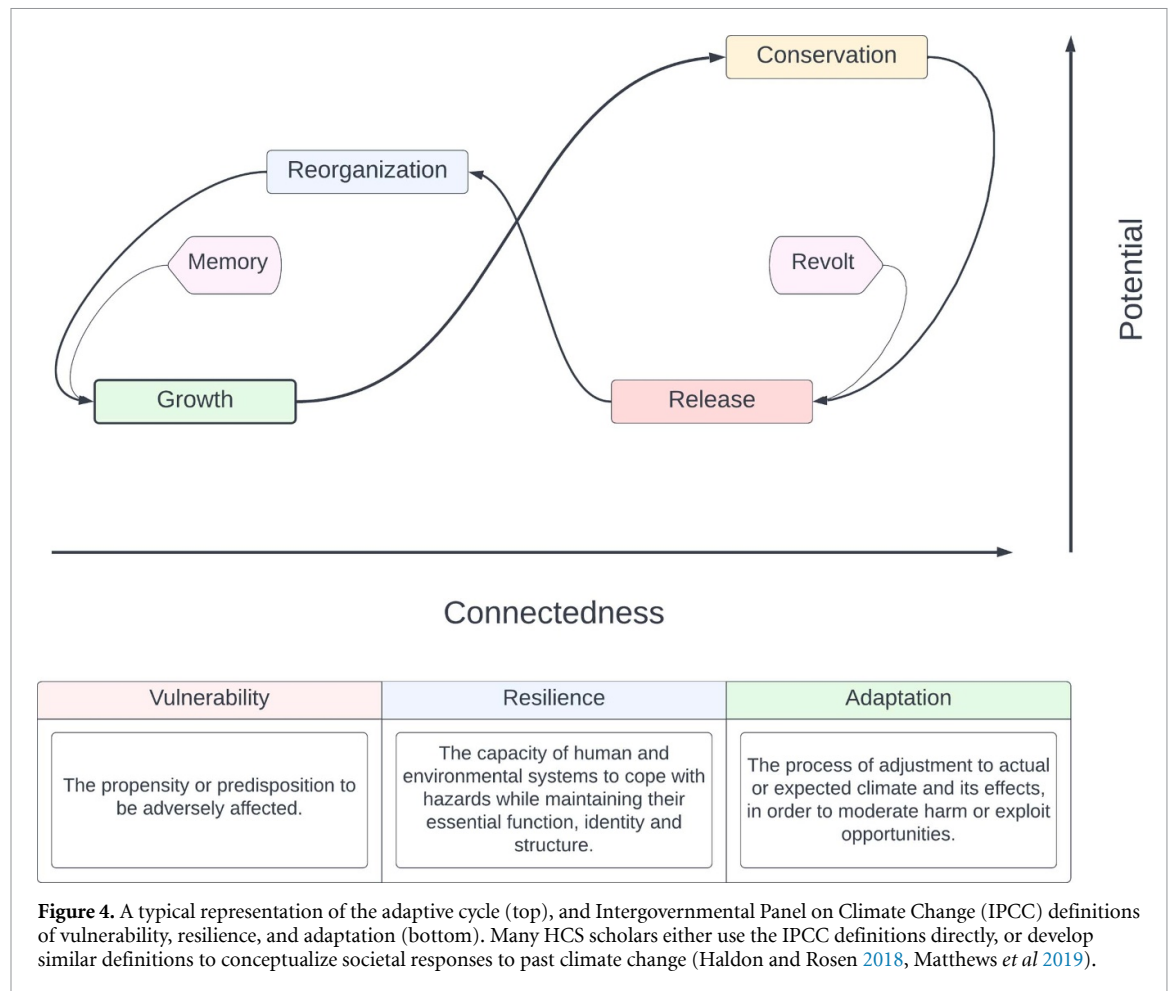 Conservation
Reorganization
Memory
Revolt
Growth
Release
Potential
Connectedness
Vulnerability
Resilience
Adaptation
The propensity or predisposition to
be adversely affected.
The capacity of human and
environmental systems to cope with
hazards while maintaining their
essential function, identity and
structure.
The process of adjustment to actual
or expected climate and its effects,
in order to moderate harm or exploit
opportunities.
Figure 4. A typical representation of the adaptive cycle (top), and Intergovernmental Panel on Climate Change (IPCC) definitions
of vulnerability, resilience, and adaptation (bottom). Many HCS scholars either use the IPCC definitions directly, or develop
similar definitions to conceptualize societal responses to past climate change (Haldon and Rosen 2018, Matthews et al 2019).